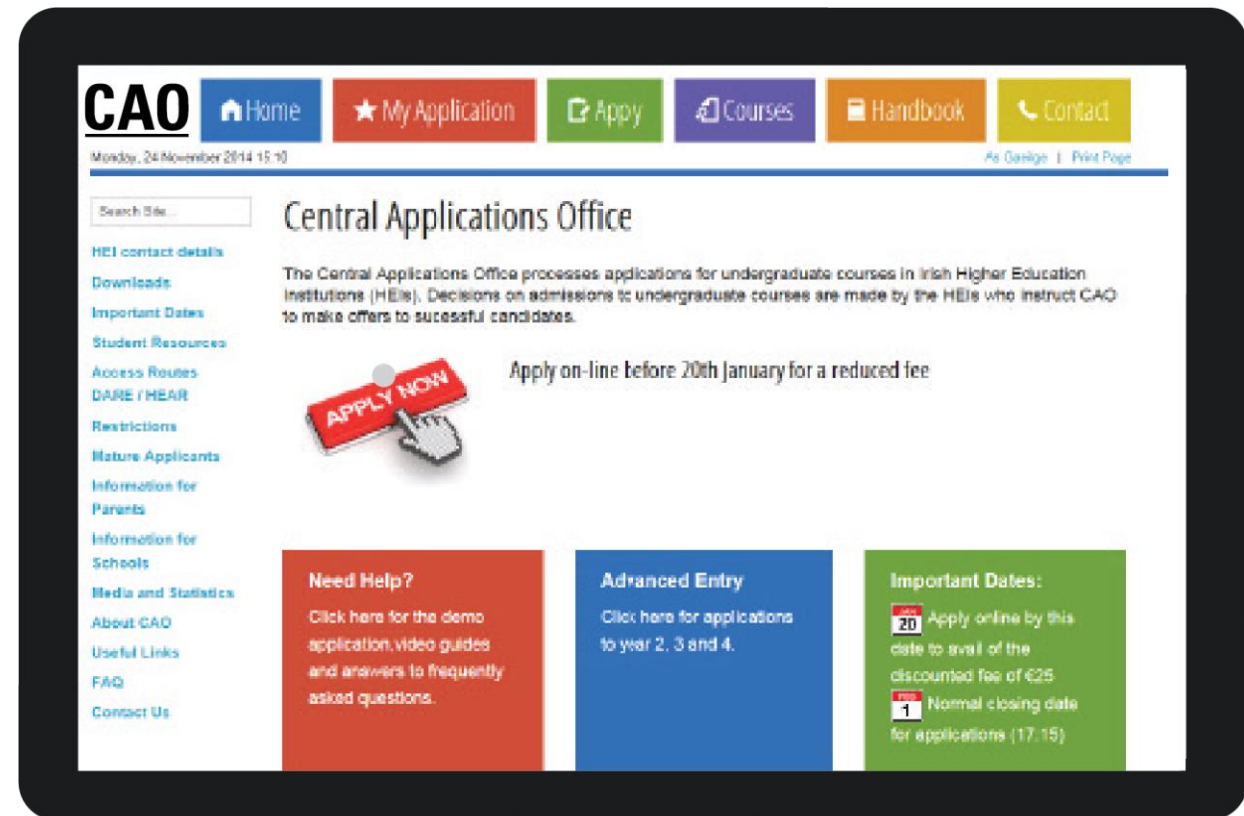 CAO
Home
My Application
Appy
Courses
Handbook
Contact
Monday, 24 November 2014 15:10
As Gaeilge | Print Page
Search Site...
HEI contact details
Downloads
Important Dates
Student Resources
Access Routes
DARE / HEAR
Restrictions
Mature Applicants
Information for
Parents
Information for
Schools
Media and Statistics
About CAO
Useful Links
FAQ
Contact Us
Central Applications Office
The Central Applications Office processes applications for undergraduate courses in Irish Higher Education
Institutions (HEIs). Decisions on admissions to undergraduate courses are made by the HEIs who instruct CAO
to make offers to sucessful candidates.
APPLY NOW
Apply on-line before 20th January for a reduced fee
Need Help?
Click here for the demo
application, video guides
and answers to frequently
asked questions.
Advanced Entry
Click here for applications
to year 2, 3 and 4.
Important Dates:
JAN
20 Apply online by this
date to avail of the
discounted fee of €25
FEB
1 Normal closing date
for applications (17:15)